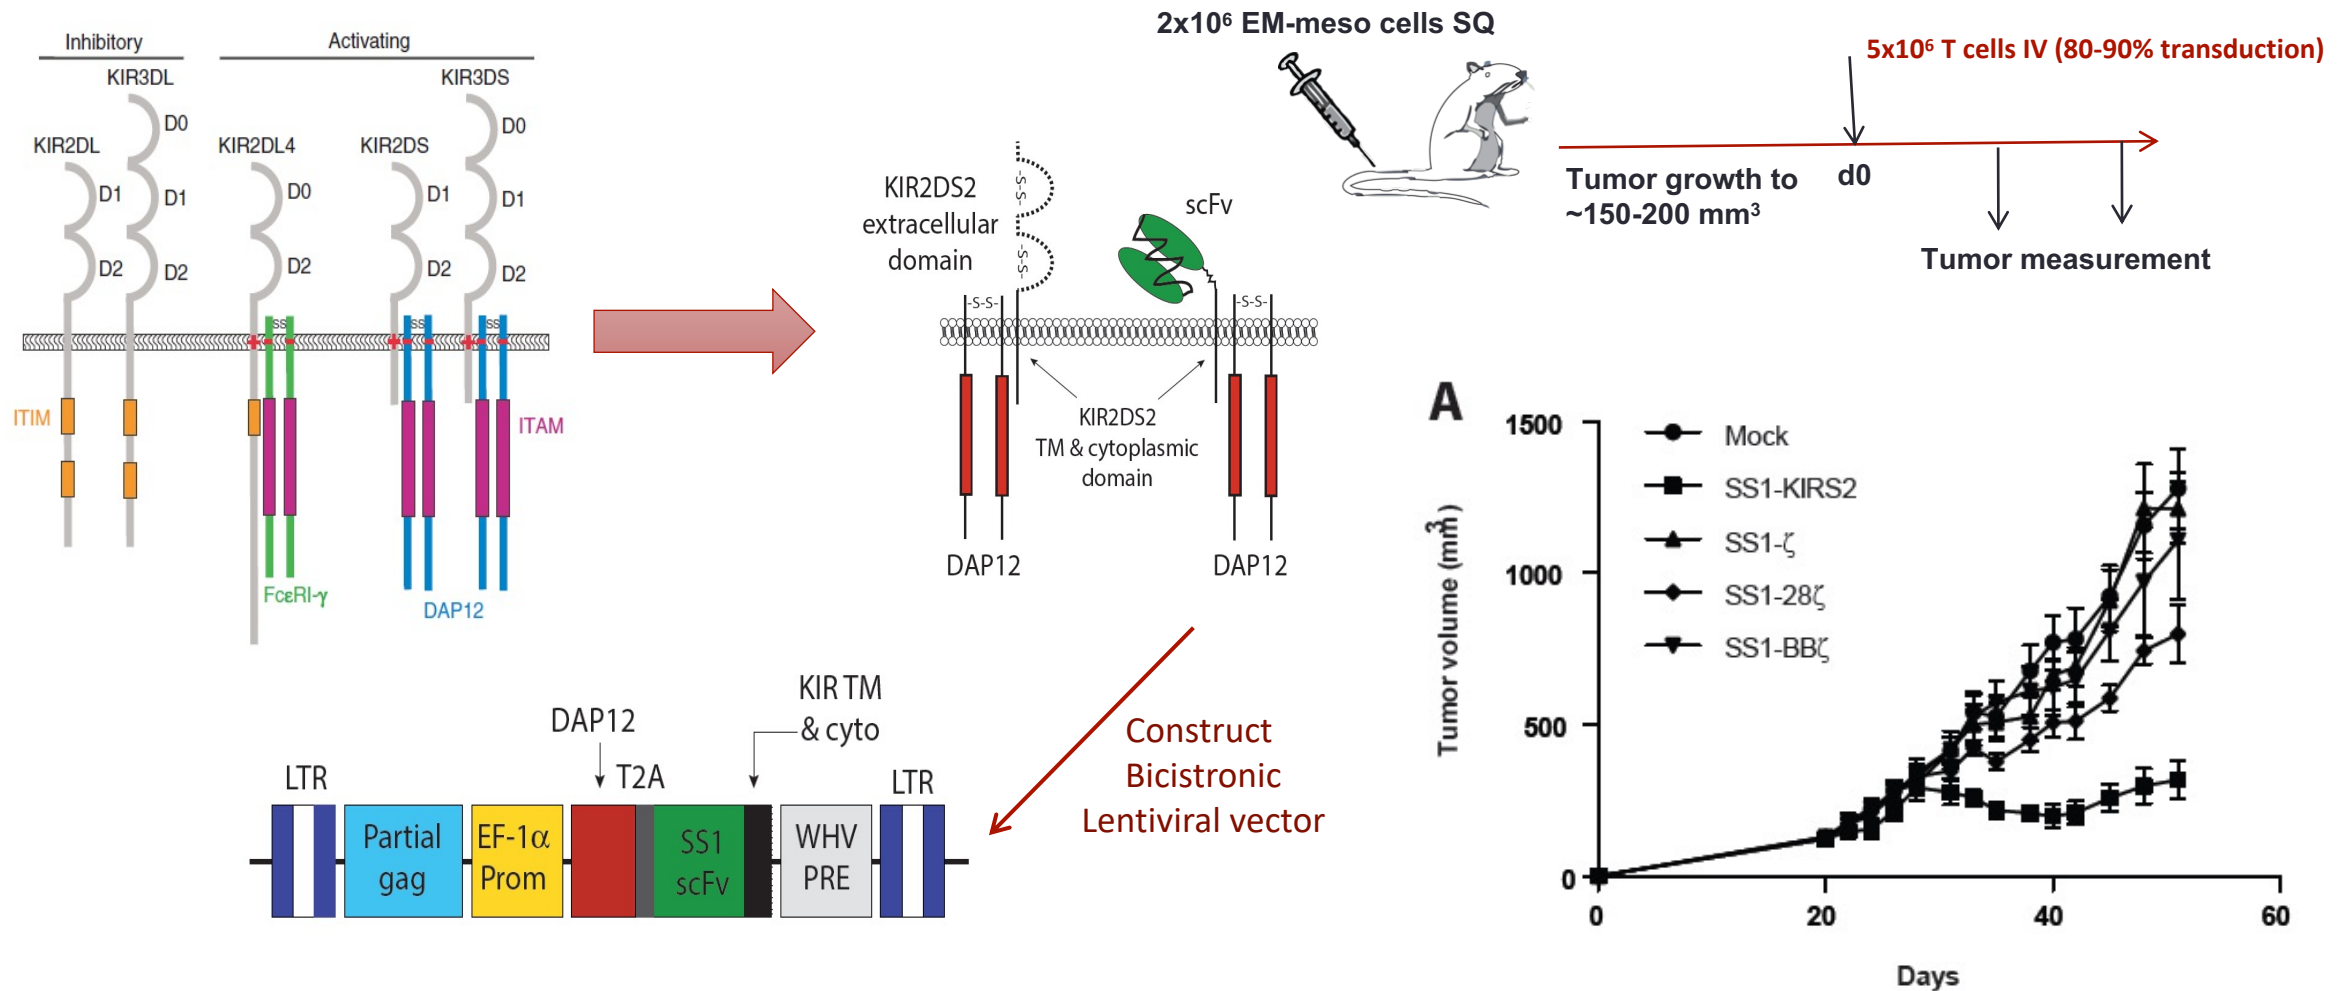 Inhibitory
Activating
KIR3DL
KIR3DS
D0
D0
KIR2DL
KIR2DL4
KIR2DS
D1
D1
D0
D1
D1
D2
D2
D2
D2
D2
ss
ss
ss
+
-
+
-
+
-
ITIM
ITAM
FcεRI-γ
DAP12
KIR2DS2
extracellular
domain
-S-S-
-S-S-
scFv
-S-S-
-S-S-
KIR2DS2
TM & cytoplasmic
domain
DAP12
DAP12
2x10⁶ EM-meso cells SQ
5x10⁶ T cells IV (80-90% transduction)
Tumor growth to
~150-200 mm³
d0
Tumor measurement
Construct
Bicistronic
Lentiviral vector
DAP12
KIR TM
& cyto
LTR
T2A
LTR
Partial
gag
EF-1α
Prom
SS1
scFv
WHV
PRE
A
Tumor volume (mm³)
1500
1000
500
0
Mock
SS1-KIRS2
SS1-ζ
SS1-28ζ
SS1-BBζ
0
20
40
60
Days